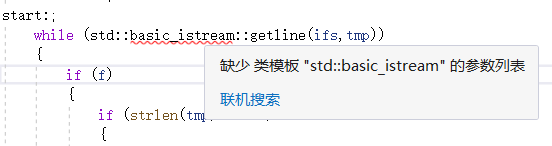 start:;
while (std::basic_istream::getline(ifs,tmp))
{
if (f)
{
if (strlen(tmp
{
缺少 类模板 "std::basic_istream" 的参数列表
联机搜索